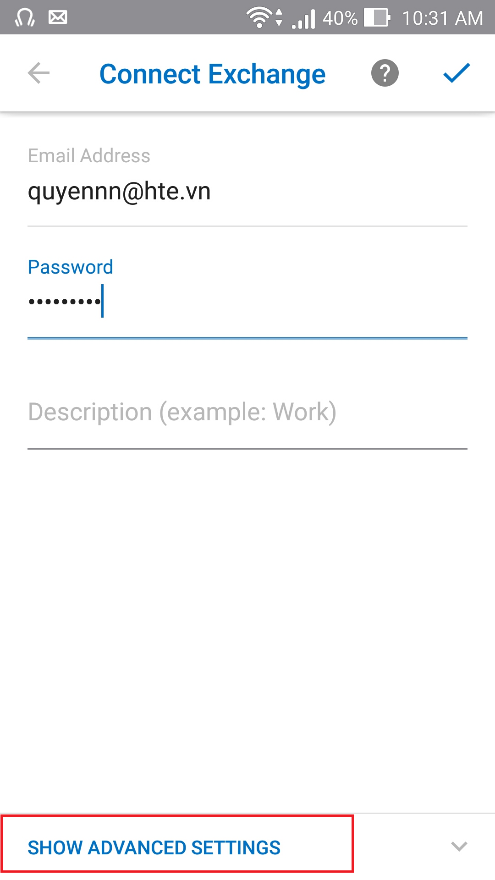 40% 10:31 AM
Connect Exchange ?
Email Address
quyennn@hte.vn
Password
•••••••••
Description (example: Work)
SHOW ADVANCED SETTINGS